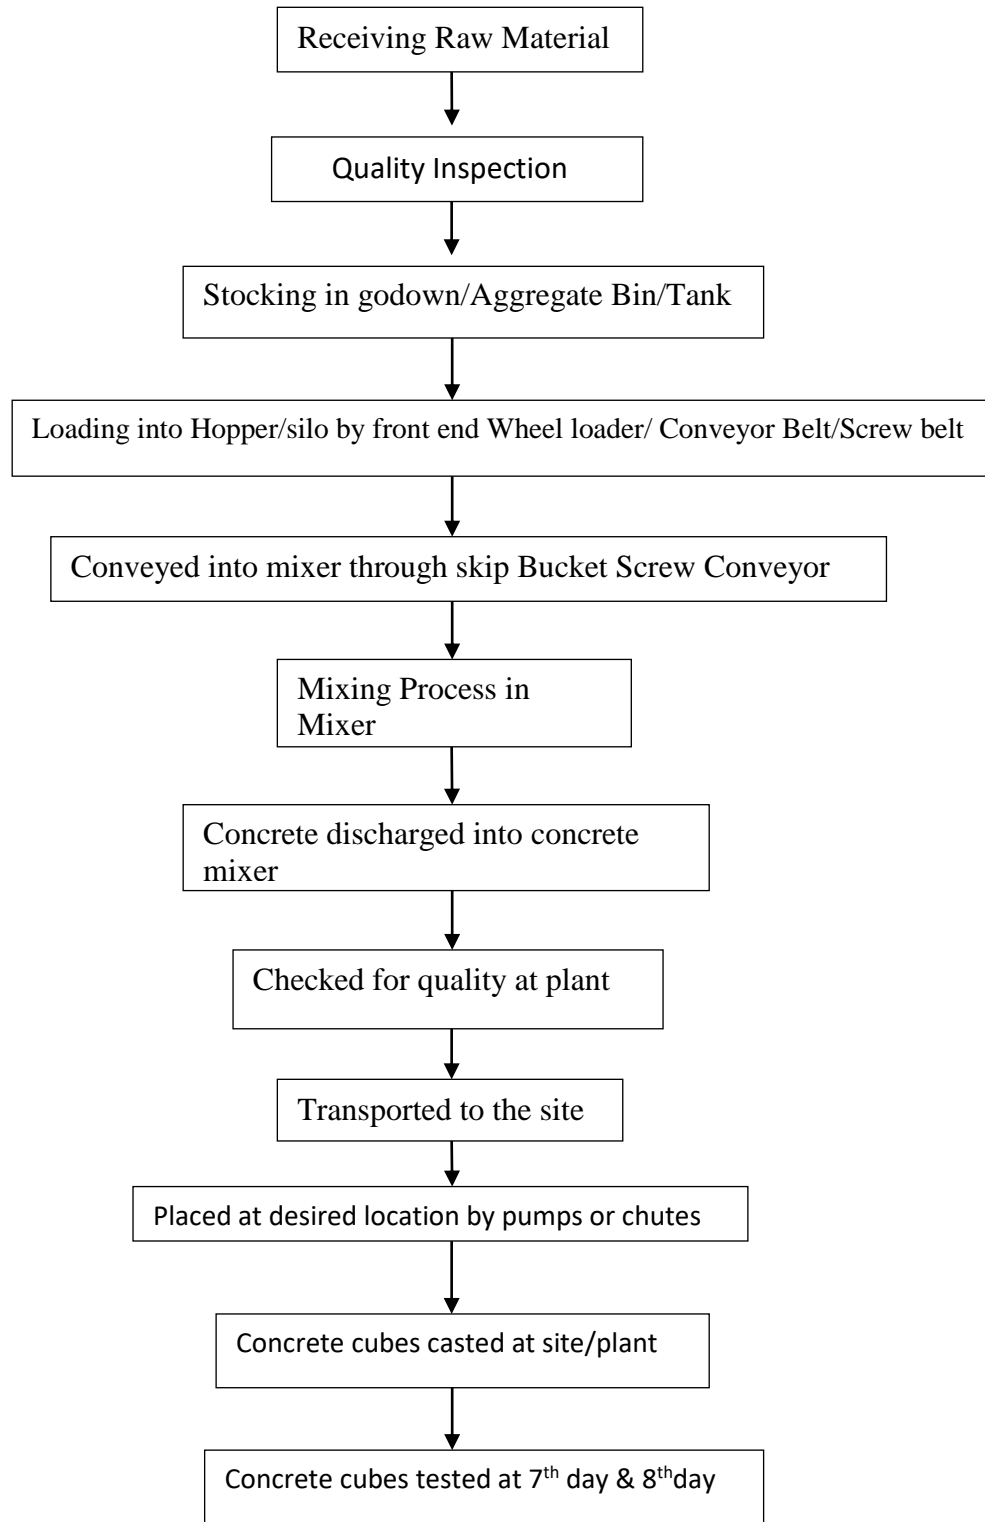 Receiving Raw Material
Quality Inspection
Stocking in godown/Aggregate Bin/Tank
Loading into Hopper/silo by front end Wheel loader/ Conveyor Belt/Screw belt
Conveyed into mixer through skip Bucket Screw Conveyor
Mixing Process in
Mixer
Concrete discharged into concrete
mixer
Checked for quality at plant
Transported to the site
Placed at desired location by pumps or chutes
Concrete cubes casted at site/plant
Concrete cubes tested at 7th day & 8thday